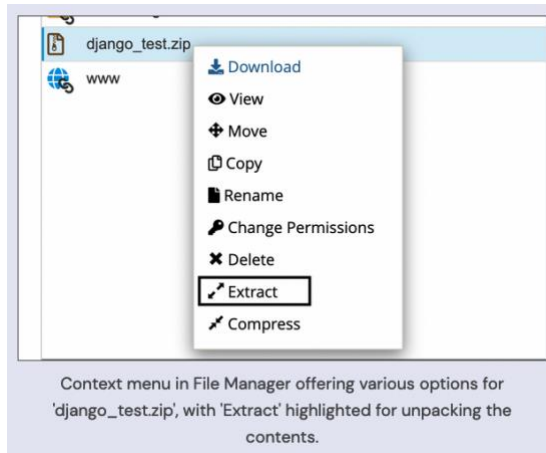 django_test.zip
www
Download
View
Move
Copy
Rename
Change Permissions
Delete
Extract
Compress
Context menu in File Manager offering various options for
'django_test.zip', with 'Extract' highlighted for unpacking the
contents.